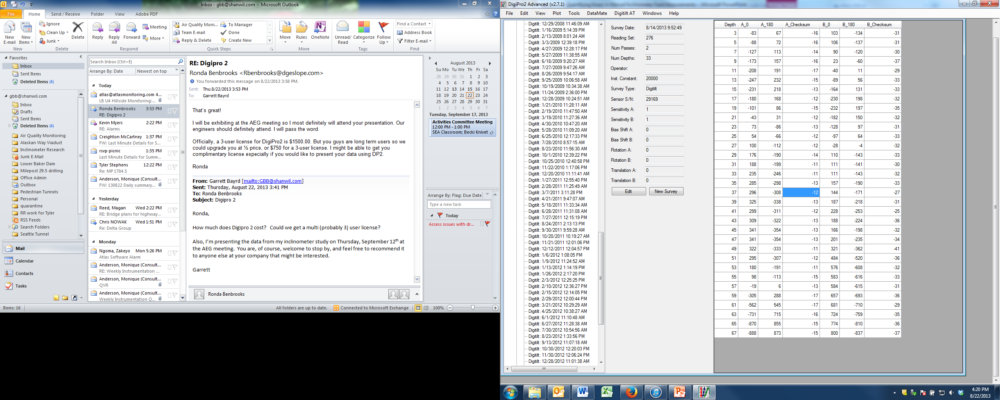 Inbox - gbb@shanwil.com - Microsoft Outlook
File Home Send / Receive Folder View Adobe PDF
New E-mail
New Items
New
Ignore
Clean Up
Junk
Delete
Delete
Reply
Reply All
Forward
Meeting
More
Respond
Air Quality Moni...
Team E-mail
Reply & Delete
To Manager
Done
Create New
Quick Steps
Move
Rules
OneNote
Move
Unread/ Read
Categorize
Follow Up
Tags
Find a Contact
Address Book
Filter E-mail
Find
Favorites
Inbox
Sent Items
Deleted Items (4)
gbb@shanwil.com
Inbox
Drafts
Sent Items
Deleted Items (4)
Air Quality Monitoring
Alaskan Way Viaduct
Inclinometer Research
Junk E-Mail
Lower Baker Dam
Milepost 29.5 drilling
Office Admin
Outbox
Pedestrian Tunnels
Personal
quarantine
RR work for Tyler
RSS Feeds
Search Folders
Seattle Tunnel
Mail
Calendar
Contacts
Tasks
Search Inbox (Ctrl+E)
Arrange By: Date Newest on top
Today
atlas@atlasmonitoring.com 4...
LB U4 Hillside Monitoring:...
Ronda Benbrooks 3:53 PM
RE: Digipro 2
Kevin Myers 2:22 PM
RE: Alarms
Creighton McCartney 1:37 PM
FW: Last Minute Details for S...
rsvp picnic 1:35 PM
Last Minute Details for Summ...
Tyler Stephens 12:22 PM
Re: MP 1784.5
Anderson, Monique (Consult...
FW: 130822 Daily summary...
Yesterday
Reed, Magan Wed 2:22 PM
RE: Bridge plans for highway...
Chris NOWAK Wed 1:51 PM
Re: Delta Group
Monday
Ngoma, Zakeyo Mon 5:26 PM
Atlas Software Alarm
Anderson, Monique (Consult...
RE: Weekly Instrumentation ...
Anderson, Monique (Consult...
QVR
Anderson, Monique (Consult...
Weekly Instrumentation Q...
RE: Digipro 2
Ronda Benbrooks <Rbenbrooks@dgeslope.com>
You forwarded this message on 8/22/2013 3:58 PM.
Sent: Thu 8/22/2013 3:53 PM
To: Garrett Bayrd
That's great!
I will be exhibiting at the AEG meeting so I most definitely will attend your presentation. Our
engineers should definitely attend. I will pass the word.
Officially, a 3-user license for DigiPro2 is $1500.00. But you guys are long term users so we
could upgrade you at ½ price, or $750 for a 3-user license. I might be able to get you
complimentary license especially if you would like to present your data using DP2.
Ronda
From: Garrett Bayrd [mailto:GBB@shanwil.com]
Sent: Thursday, August 22, 2013 3:41 PM
To: Ronda Benbrooks
Subject: Digipro 2
Ronda,
How much does Digipro 2 cost? Could we get a multi (probably 3) user license?
Also, I'm presenting the data from my inclinometer study on Thursday, September 12th at
the AEG meeting. You are, of course, welcome to stop by, and feel free to recommend it
to anyone else at your company that might be interested.
Garrett
Ronda Benbrooks
August 2013
Su Mo Tu We Th Fr Sa
28 29 30 31 1 2 3
4 5 6 7 8 9 10
11 12 13 14 15 16 17
18 19 20 21 22 23 24
25 26 27 28 29 30 31
1 2 3 4 5 6 7
Tuesday, September 17, 2013
Activities Committee Meeting
12:00 PM - 1:00 PM
SEA Classroom; Becki Knivet
Arrange By: Flag: Due Date
Type a new task
Today
Access issues with dr...
Items: 16
All folders are up to date. Connected to Microsoft Exchange 100%
DigiPro2 Advanced (v2.7.1)
File Edit View Plot Tools DataMate Digitilt AT Windows Help
Digitilt: 12/29/2008 11:46:09 AM
Digitilt: 1/16/2009 5:14:39 PM
Digitilt: 2/13/2009 8:01:24 AM
Digitilt: 3/3/2009 12:39:18 PM
Digitilt: 4/27/2009 12:28:17 PM
Digitilt: 5/27/2009 11:38:55 AM
Digitilt: 6/18/2009 9:20:27 AM
Digitilt: 7/27/2009 9:47:26 AM
Digitilt: 8/26/2009 9:54:17 AM
Digitilt: 9/25/2009 10:06:58 AM
Digitilt: 10/19/2009 10:34:38 AM
Digitilt: 11/24/2009 2:36:00 PM
Digitilt: 12/28/2009 10:24:51 AM
Digitilt: 1/21/2010 11:28:11 AM
Digitilt: 2/19/2010 11:47:50 AM
Digitilt: 3/19/2010 11:27:36 AM
Digitilt: 4/30/2010 10:47:20 AM
Digitilt: 5/28/2010 11:09:20 AM
Digitilt: 6/25/2010 12:17:33 PM
Digitilt: 7/28/2010 8:57:15 AM
Digitilt: 8/23/2010 11:56:30 AM
Digitilt: 10/1/2010 12:39:22 PM
Digitilt: 10/25/2010 12:40:58 PM
Digitilt: 11/22/2010 1:17:06 PM
Digitilt: 12/20/2010 11:11:41 AM
Digitilt: 1/27/2011 12:55:40 PM
Digitilt: 2/28/2011 11:25:49 AM
Digitilt: 3/7/2011 3:11:28 PM
Digitilt: 4/21/2011 9:47:07 AM
Digitilt: 5/18/2011 11:33:34 AM
Digitilt: 6/28/2011 11:31:08 AM
Digitilt: 7/27/2011 12:15:19 PM
Digitilt: 8/24/2011 2:13:13 PM
Digitilt: 9/30/2011 9:59:28 AM
Digitilt: 10/20/2011 10:19:27 AM
Digitilt: 11/21/2011 12:01:06 PM
Digitilt: 12/12/2011 12:04:57 PM
Digitilt: 1/6/2012 1:08:05 PM
Digitilt: 1/9/2012 11:24:52 AM
Digitilt: 1/13/2012 1:14:19 PM
Digitilt: 1/26/2012 2:17:20 PM
Digitilt: 2/3/2012 12:25:25 PM
Digitilt: 2/10/2012 12:36:27 PM
Digitilt: 2/15/2012 12:14:05 PM
Digitilt: 2/29/2012 12:00:44 PM
Digitilt: 3/21/2012 10:29:29 AM
Digitilt: 4/25/2012 10:38:27 AM
Digitilt: 6/1/2012 11:10:48 AM
Digitilt: 6/27/2012 11:28:38 AM
Digitilt: 7/30/2012 10:54:56 AM
Digitilt: 8/23/2012 1:33:56 PM
Digitilt: 9/13/2012 11:07:18 AM
Digitilt: 10/30/2012 12:20:03 PM
Digitilt: 11/30/2012 12:06:24 PM
Digitilt: 12/28/2012 11:01:38 AM
Survey Date: 8/14/2013 9:52:49
Reading Set: 276
Num Passes: 2
Num Depths: 33
Operator:
Inst. Constant: 20000
Survey Type: Digitilt
Sensor S/N: 29169
Sensitivity A: 1
Sensitivity B: 1
Bias Shift A: 0
Bias Shift B: 0
Rotation A: 0
Rotation B: 0
Translation A: 0
Translation B: 0
Edit New Survey
Depth A_0 A_180 A_Checksum B_0 B_180 B_Checksum
3 -83 67 -16 103 -134 -31
5 -88 72 -16 106 -137 -31
7 -127 113 -14 90 -120 -30
9 -173 157 -16 23 -60 -37
11 -208 191 -17 -40 11 -29
13 -247 232 -15 -89 56 -33
15 -231 218 -13 -164 131 -33
17 -180 168 -12 -230 198 -32
19 -101 86 -15 -232 197 -35
21 -43 31 -12 -182 150 -32
23 73 -86 -13 -128 97 -31
25 54 -66 -12 -97 64 -33
27 100 -112 -12 -28 -4 -32
29 176 -190 -14 110 -143 -33
31 188 -199 -11 111 -141 -30
33 235 -246 -11 111 -143 -32
35 285 -298 -13 157 -190 -33
37 296 -308 -12 144 -171 -27
39 325 -338 -13 187 -218 -31
41 299 -311 -12 228 -253 -25
43 309 -322 -13 188 -224 -36
45 341 -354 -13 166 -198 -32
47 341 -354 -13 201 -235 -34
49 322 -333 -11 321 -362 -41
51 295 -307 -12 484 -520 -36
53 180 -191 -11 576 -608 -32
55 98 -113 -15 583 -616 -33
57 -19 6 -13 584 -615 -31
59 -305 288 -17 657 -693 -36
61 -562 545 -17 681 -710 -29
63 -731 715 -16 724 -759 -35
65 -870 855 -15 774 -810 -36
67 -888 873 -15 800 -837 -37
4:20 PM
8/22/2013